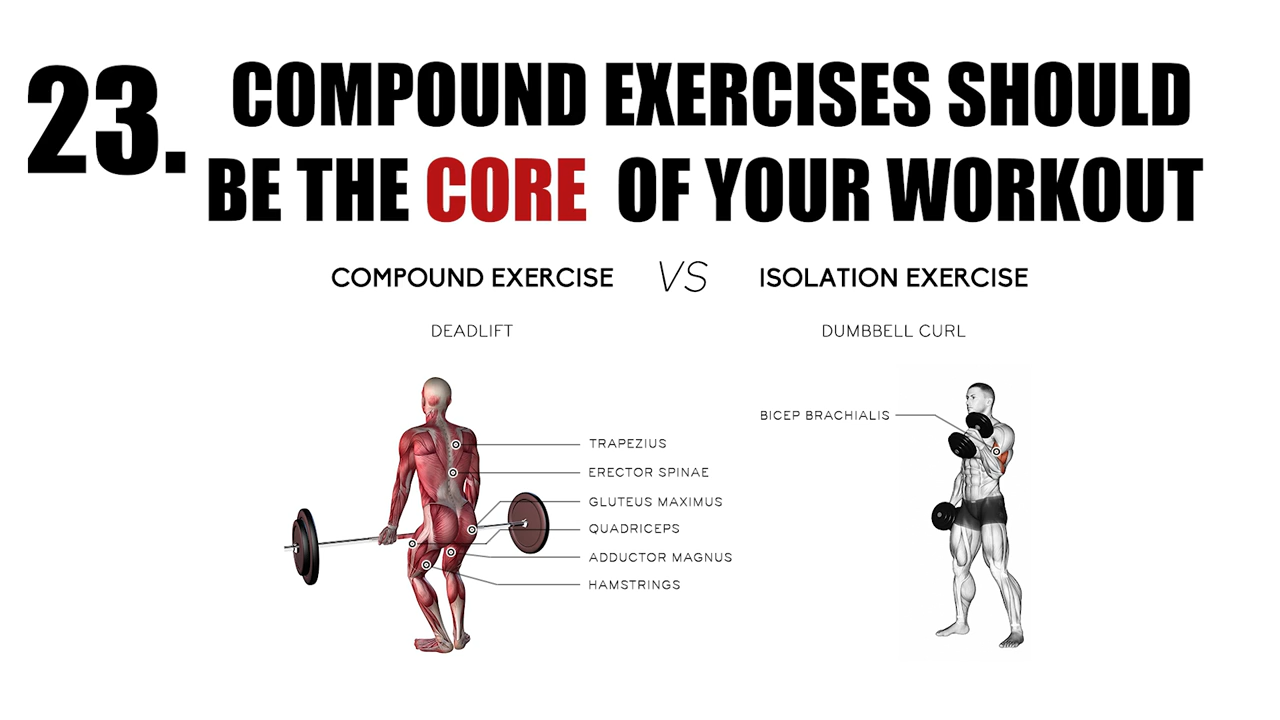 23.
COMPOUND EXERCISES SHOULD
BE THE CORE OF YOUR WORKOUT
COMPOUND EXERCISE VS ISOLATION EXERCISE
DEADLIFT
DUMBBELL CURL
BICEP BRACHIALIS
TRAPEZIUS
ERECTOR SPINAE
GLUTEUS MAXIMUS
QUADRICEPS
ADDUCTOR MAGNUS
HAMSTRINGS